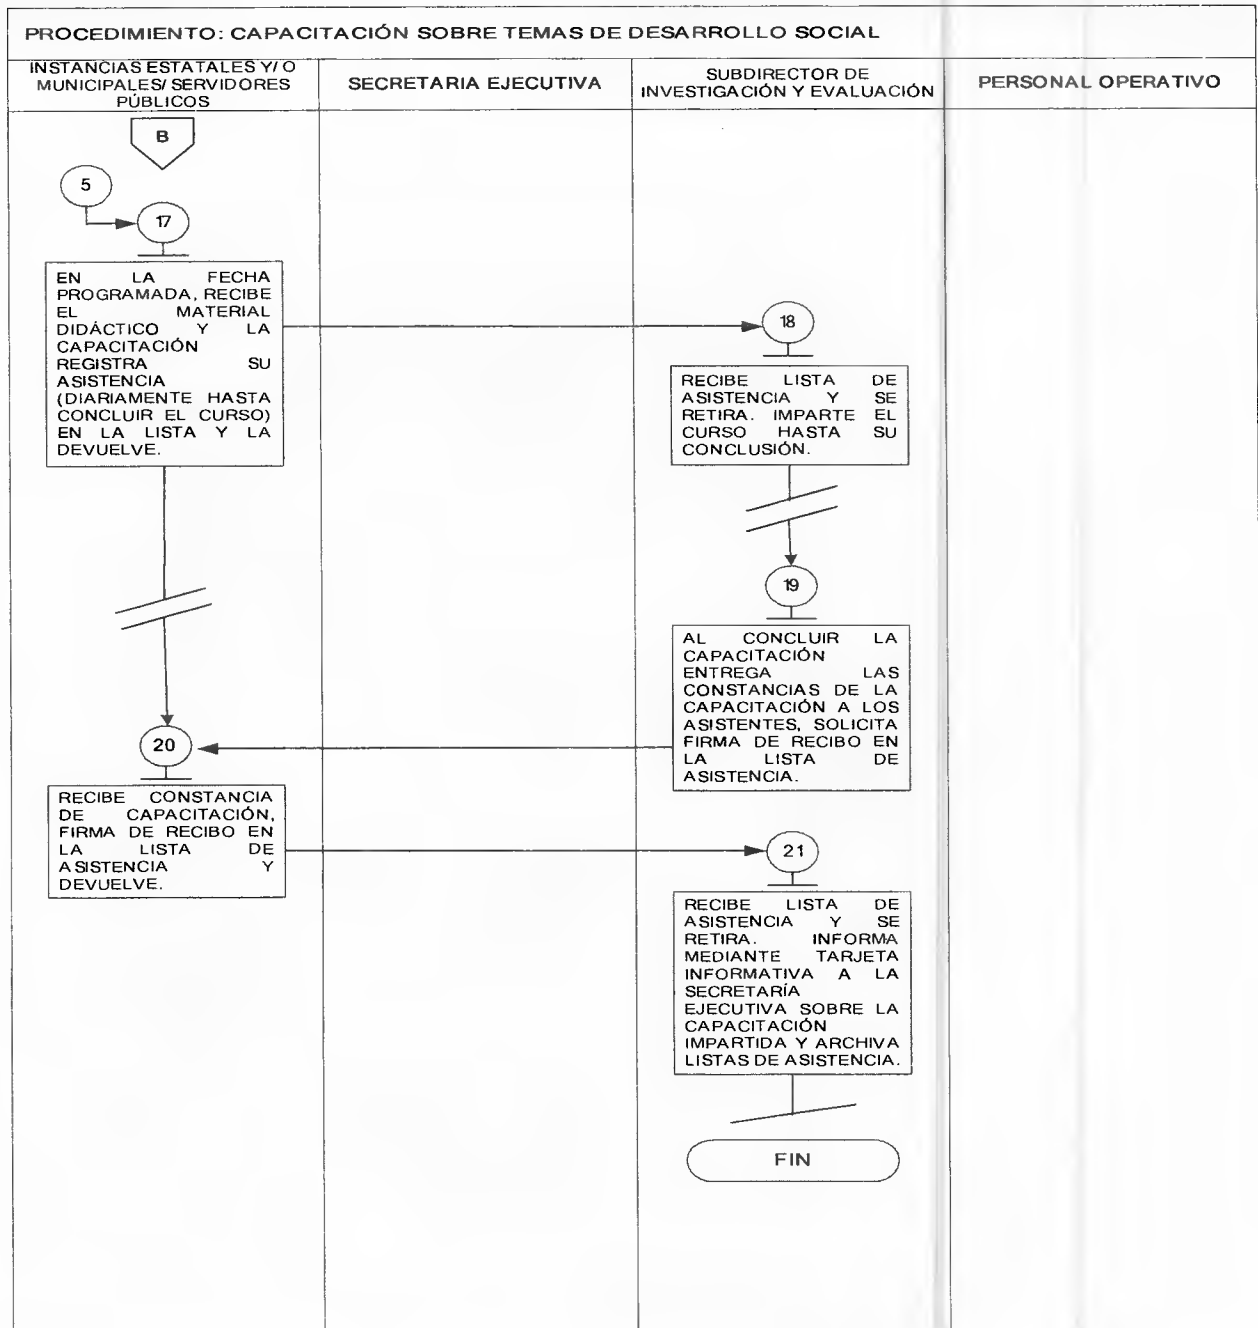 PROCEDIMIENTO: CAPACITACIÓN SOBRE TEMAS DE DESARROLLO SOCIAL
INSTANCIAS ESTATALES Y/O
MUNICIPALES/ SERVIDORES
PÚBLICOS
SECRETARIA EJECUTIVA
SUBDIRECTOR DE
INVESTIGACIÓN Y EVALUACIÓN
PERSONAL OPERATIVO
B
5
17
EN LA FECHA
PROGRAMADA, RECIBE
EL MATERIAL
DIDÁCTICO Y LA
CAPACITACIÓN
REGISTRA SU
ASISTENCIA
(DIARIAMENTE HASTA
CONCLUIR EL CURSO)
EN LA LISTA Y LA
DEVUELVE.
18
RECIBE LISTA DE
ASISTENCIA Y SE
RETIRA. IMPARTE EL
CURSO HASTA SU
CONCLUSIÓN.
19
AL CONCLUIR LA
CAPACITACIÓN
ENTREGA LAS
CONSTANCIAS DE LA
CAPACITACIÓN A LOS
ASISTENTES, SOLICITA
FIRMA DE RECIBO EN
LA LISTA DE
ASISTENCIA.
20
RECIBE CONSTANCIA
DE CAPACITACIÓN,
FIRMA DE RECIBO EN
LA LISTA DE
ASISTENCIA Y
DEVUELVE.
21
RECIBE LISTA DE
ASISTENCIA Y SE
RETIRA. INFORMA
MEDIANTE TARJETA
INFORMATIVA A LA
SECRETARÍA
EJECUTIVA SOBRE LA
CAPACITACIÓN
IMPARTIDA Y ARCHIVA
LISTAS DE ASISTENCIA.
FIN